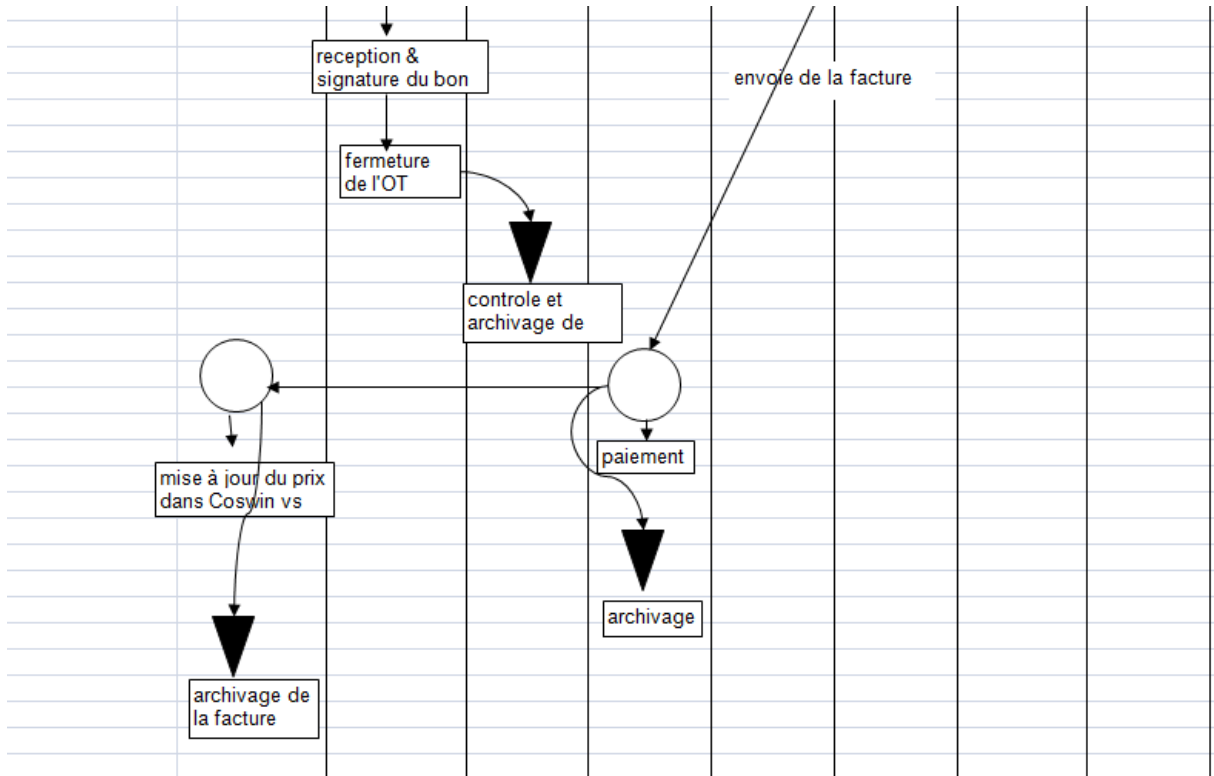 reception &
signature du bon
envoie de la facture
fermeture
de l'OT
controle et
archivage de
paiement
mise à jour du prix
dans Coswin vs
archivage
archivage de
la facture